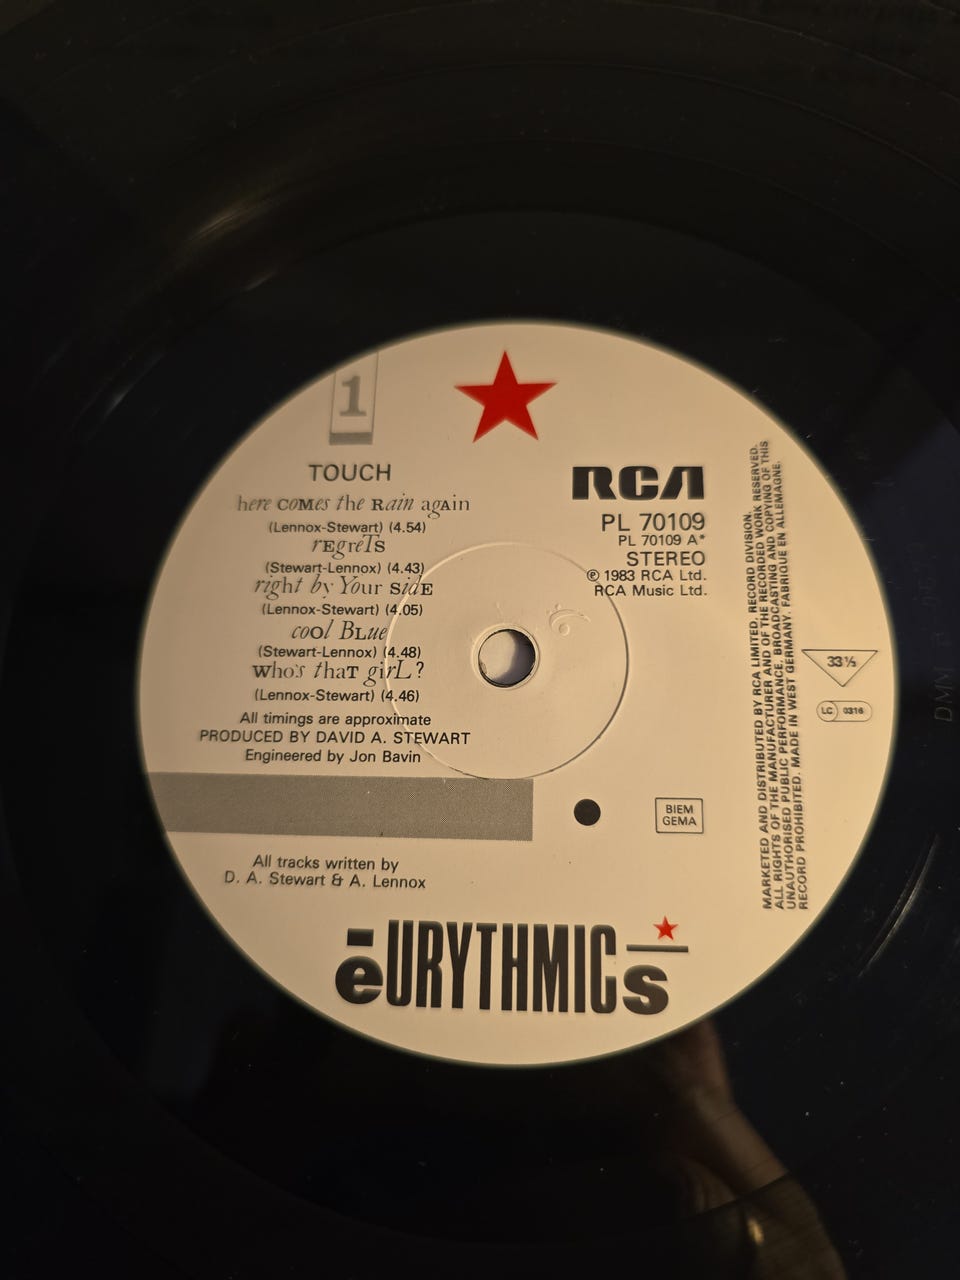 1
TOUCH
here COMEs the Rain agAin
(Lennox-Stewart) (4.54)
rEgreTs
(Stewart-Lennox) (4.43)
right by Your sidE
(Lennox-Stewart) (4.05)
cOOl BLue
(Stewart-Lennox) (4.48)
Who's thaT girL?
(Lennox-Stewart) (4.46)
All timings are approximate
PRODUCED BY DAVID A. STEWART
Engineered by Jon Bavin
RCA
PL 70109
PL 70109 A*
STEREO
℗ 1983 RCA Ltd.
RCA Music Ltd.
MARKETED AND DISTRIBUTED BY RCA LIMITED, RECORD DIVISION.
ALL RIGHTS OF THE MANUFACTURER AND OF THE RECORDED WORK RESERVED.
UNAUTHORISED PUBLIC PERFORMANCE, BROADCASTING AND COPYING OF THIS
RECORD PROHIBITED. MADE IN WEST GERMANY. FABRIQUE EN ALLEMAGNE.
33⅓
LC 0316
BIEM
GEMA
All tracks written by
D. A. Stewart & A. Lennox
eURYTHMICs